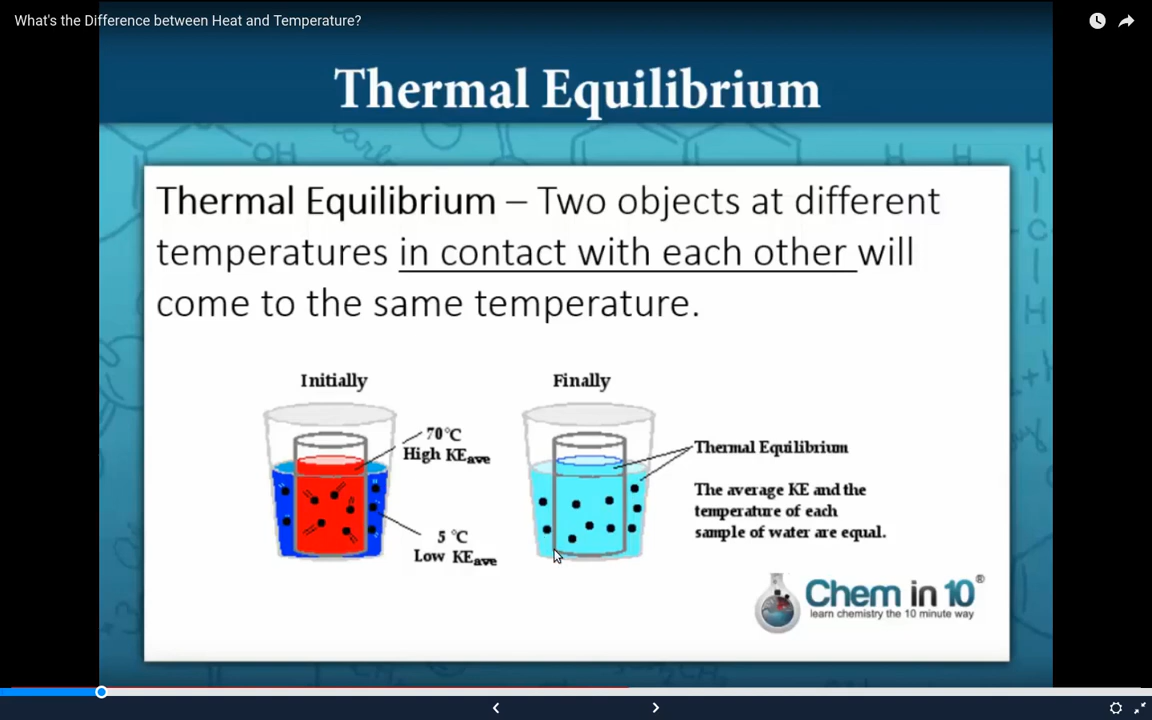 What's the Difference between Heat and Temperature?
Thermal Equilibrium
Thermal Equilibrium – Two objects at different
temperatures in contact with each other will
come to the same temperature.
Initially
Finally
70°C
High KEave
5 °C
Low KEave
Thermal Equilibrium
The average KE and the
temperature of each
sample of water are equal.
Chem in 10®
learn chemistry the 10 minute way
OH
H H H
C
H
H